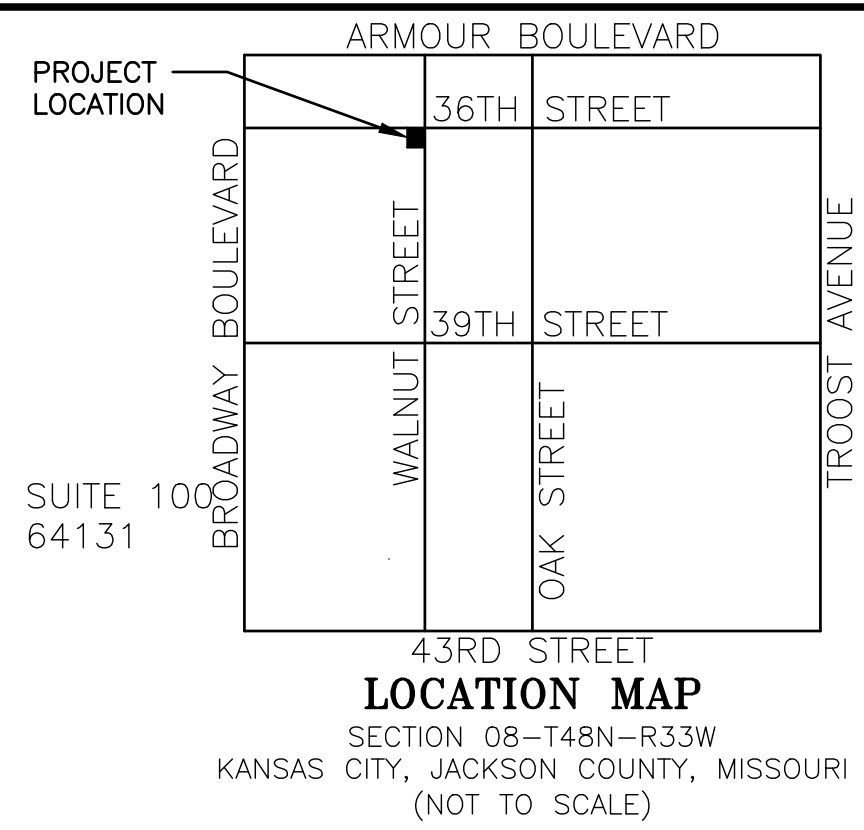 ARMOUR BOULEVARD
PROJECT
LOCATION
36TH STREET
BROADWAY BOULEVARD
WALNUT STREET
TROOST AVENUE
39TH STREET
OAK STREET
SUITE 100
64131
43RD STREET
LOCATION MAP
SECTION 08-T48N-R33W
KANSAS CITY, JACKSON COUNTY, MISSOURI
(NOT TO SCALE)